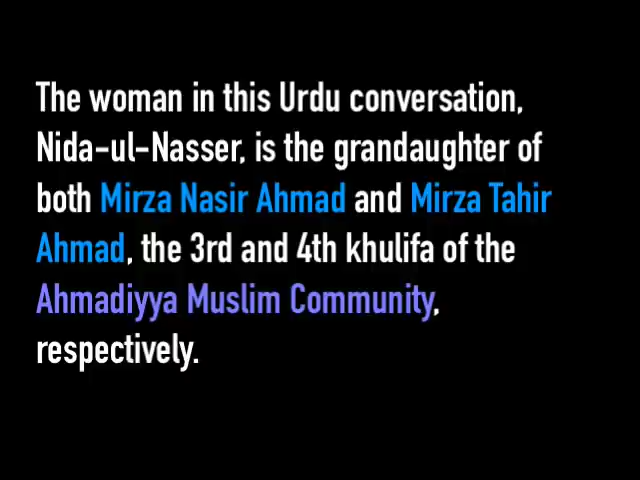 The woman in this Urdu conversation,
Nida-ul-Nasser, is the grandaughter of
both Mirza Nasir Ahmad and Mirza Tahir
Ahmad, the 3rd and 4th khulifa of the
Ahmadiyya Muslim Community,
respectively.